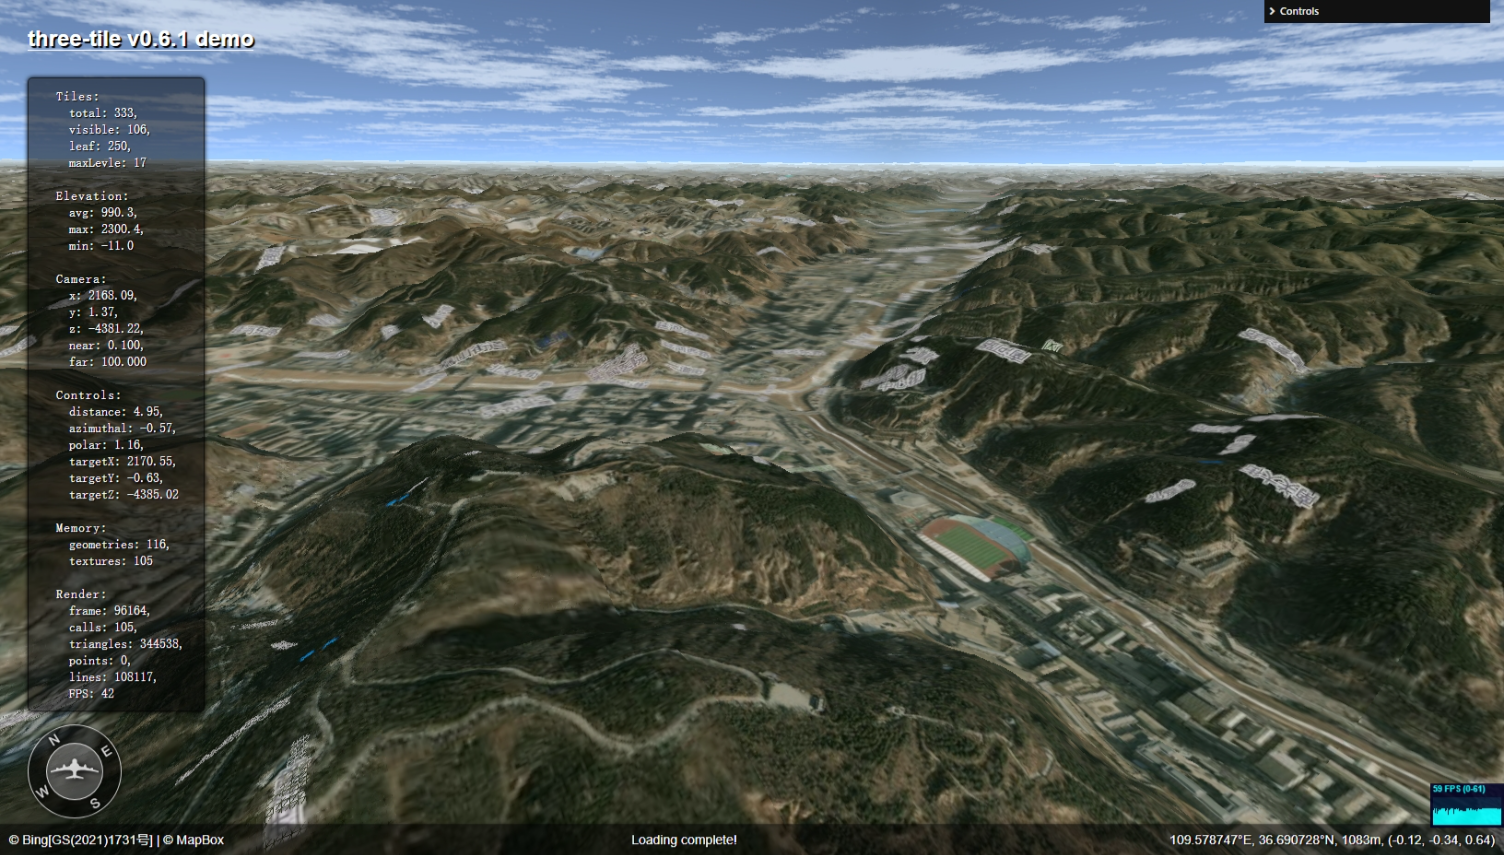 Controls
three-tile v0.6.1 demo
Tiles:
total: 333,
visible: 106,
leaf: 250,
maxLevle: 17
Elevation:
avg: 990.3,
max: 2300.4,
min: -11.0
Camera:
x: 2168.09,
y: 1.37,
z: -4381.22,
near: 0.100,
far: 100.000
Controls:
distance: 4.95,
azimuthal: -0.57,
polar: 1.16,
targetX: 2170.55,
targetY: -0.63,
targetZ: -4385.02
Memory:
geometries: 116,
textures: 105
Render:
frame: 96164,
calls: 105,
triangles: 344538,
points: 0,
lines: 108117,
FPS: 42
N
E
W
S
59 FPS (0-61)
© Bing[GS(2021)1731号] | © MapBox
Loading complete!
109.578747°E, 36.690728°N, 1083m, (-0.12, -0.34, 0.64)